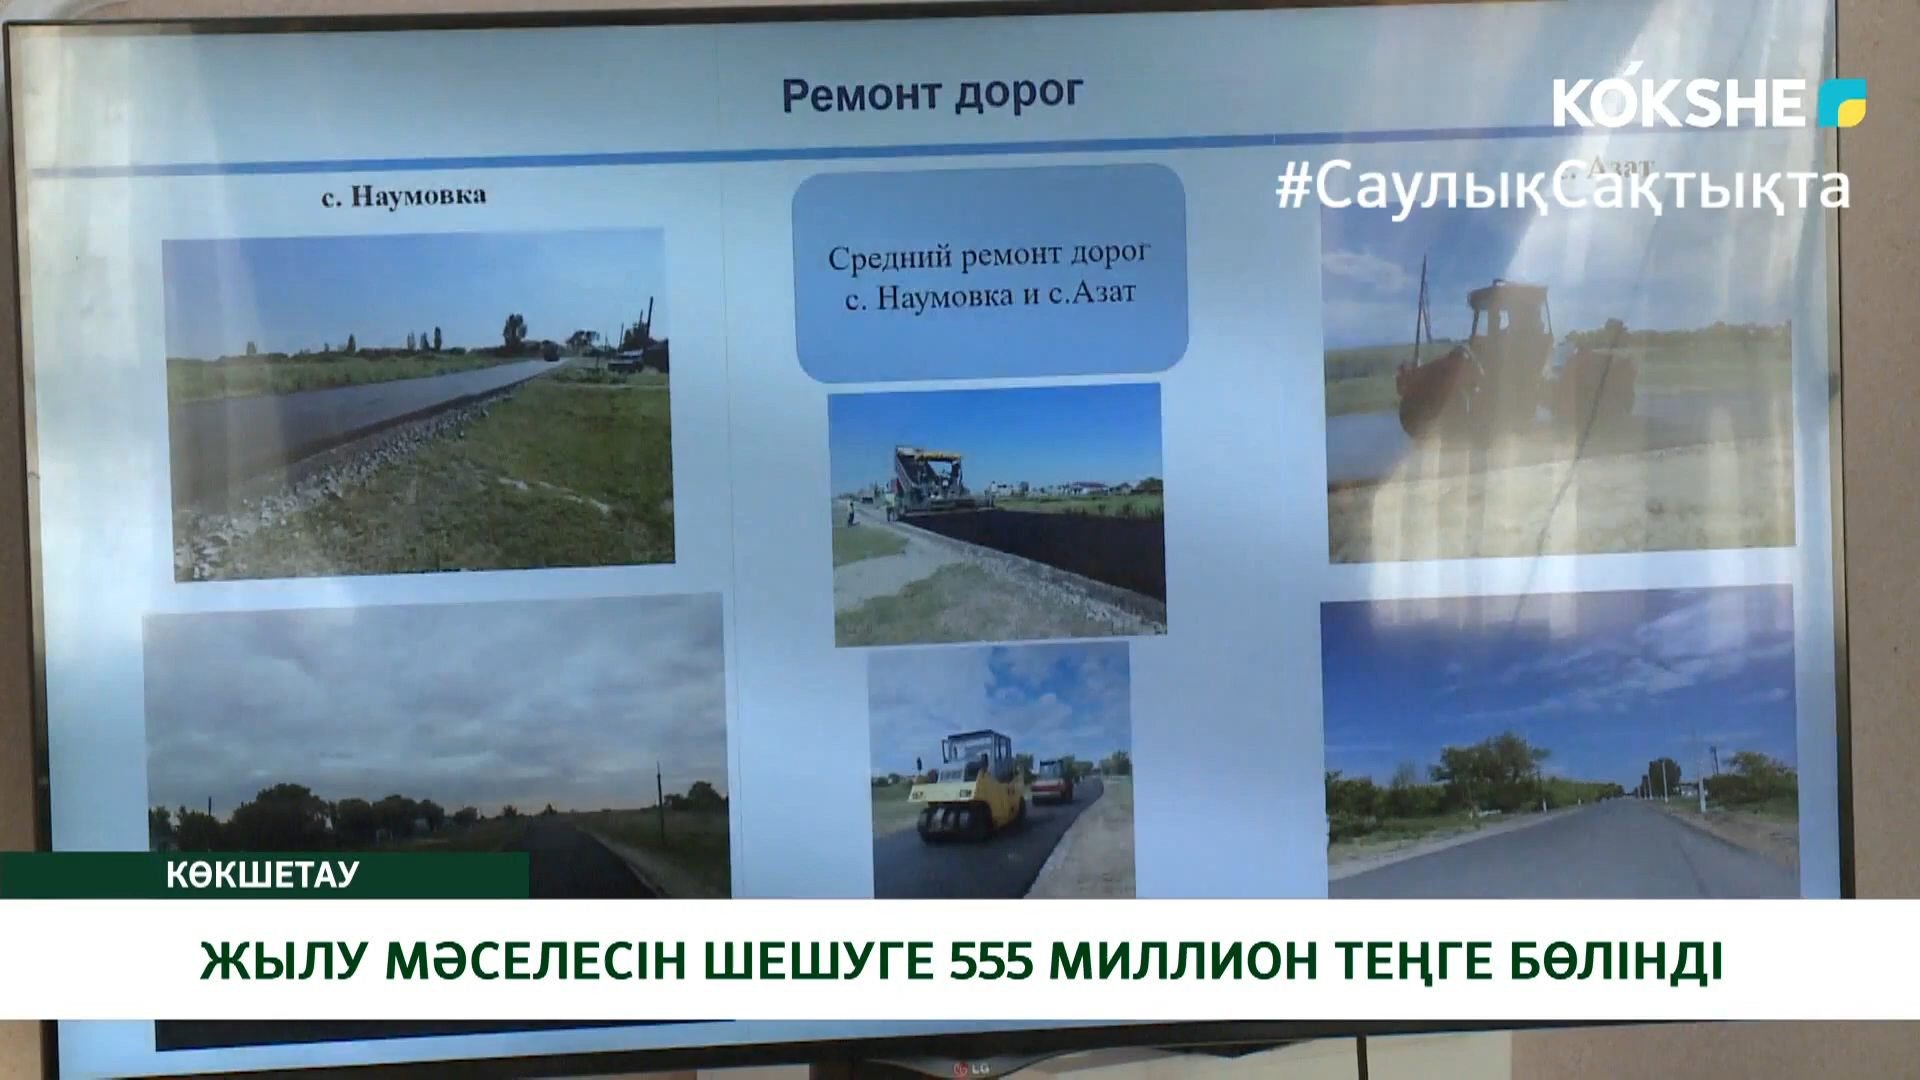 Ремонт дорог
KÓKSHE
#СаулықСақтықта
с. Наумовка
Средний ремонт дорог
с. Наумовка и с.Азат
с. Азат
КӨКШЕТАУ
ЖЫЛУ МӘСЕЛЕСІН ШЕШУГЕ 555 МИЛЛИОН ТЕҢГЕ БӨЛІНДІ
LG